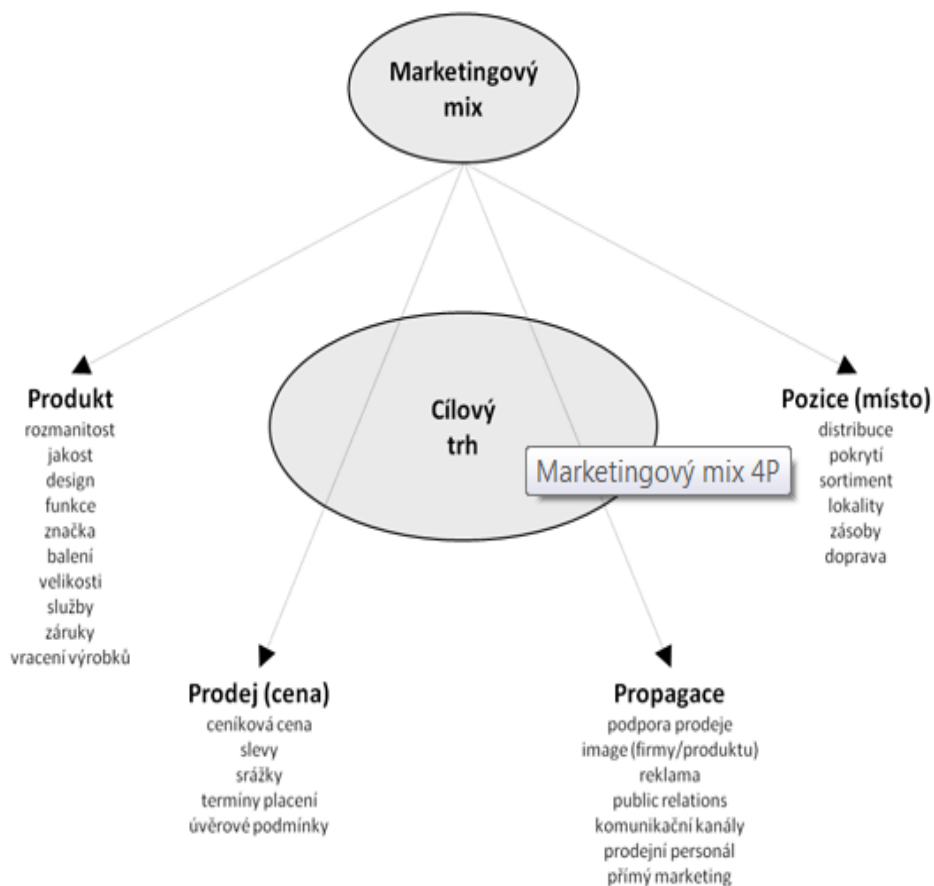 Marketingový
mix
Cílový
trh
Marketingový mix 4P
Produkt
rozmanitost
jakost
design
funkce
značka
balení
velikosti
služby
záruky
vracení výrobků
Prodej (cena)
ceníková cena
slevy
srážky
termíny placení
úvěrové podmínky
Propagace
podpora prodeje
image (firmy/produktu)
reklama
public relations
komunikační kanály
prodejní personál
přímý marketing
Pozice (místo)
distribuce
pokrytí
sortiment
lokality
zásoby
doprava